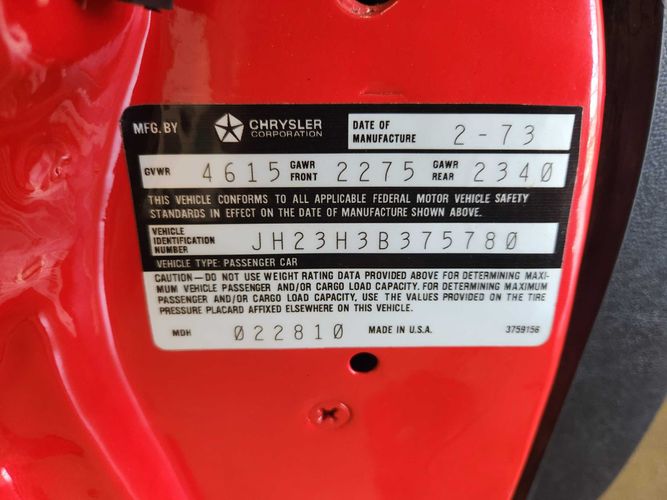 MFG. BY CHRYSLER CORPORATION DATE OF MANUFACTURE 2-73
GVWR 4615 GAWR FRONT 2275 GAWR REAR 2340
THIS VEHICLE CONFORMS TO ALL APPLICABLE FEDERAL MOTOR VEHICLE SAFETY
STANDARDS IN EFFECT ON THE DATE OF MANUFACTURE SHOWN ABOVE.
VEHICLE IDENTIFICATION NUMBER JH23H3B375780
VEHICLE TYPE: PASSENGER CAR
CAUTION—DO NOT USE WEIGHT RATING DATA PROVIDED ABOVE FOR DETERMINING MAXI-
MUM VEHICLE PASSENGER AND/OR CARGO LOAD CAPACITY. FOR DETERMINING MAXIMUM
PASSENGER AND/OR CARGO LOAD CAPACITY, USE THE VALUES PROVIDED ON THE TIRE
PRESSURE PLACARD AFFIXED ELSEWHERE ON THIS VEHICLE.
MDH 022810 MADE IN U.S.A. 3759156